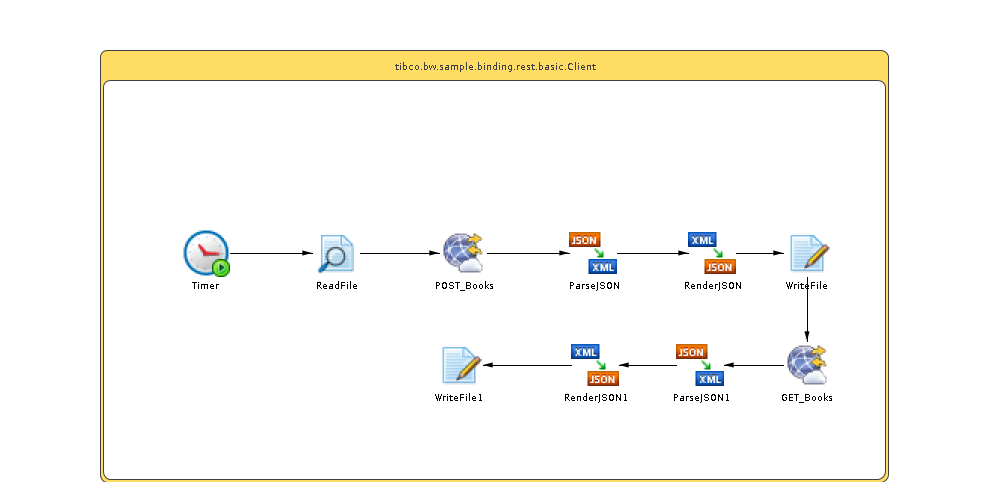 tibco.bw.sample.binding.rest.basic.Client
JSON
XML
XML
JSON
Timer
ReadFile
POST_Books
ParseJSON
RenderJSON
WriteFile
XML
JSON
JSON
XML
WriteFile1
RenderJSON1
ParseJSON1
GET_Books